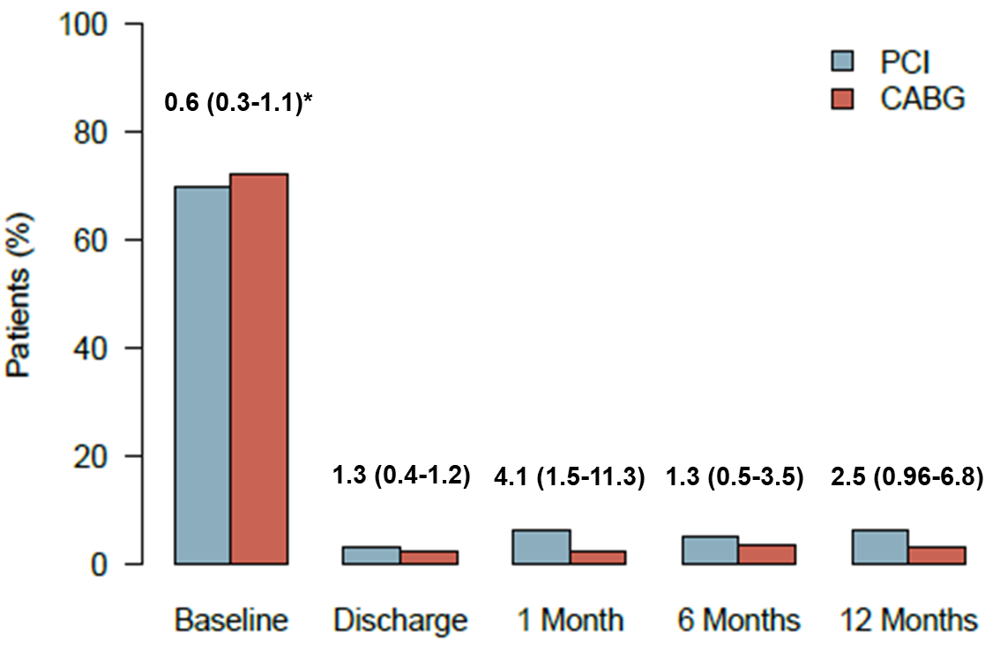 100
PCI
CABG
0.6 (0.3-1.1)*
80
60
Patients (%)
40
20
1.3 (0.4-1.2) 4.1 (1.5-11.3) 1.3 (0.5-3.5) 2.5 (0.96-6.8)
0
Baseline Discharge 1 Month 6 Months 12 Months